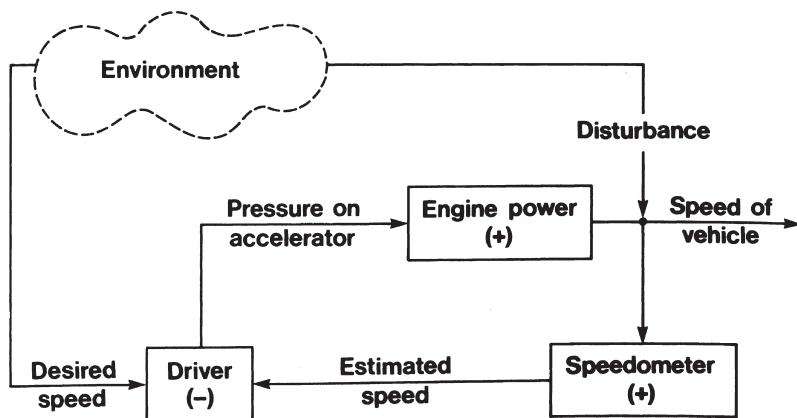 Environment
Disturbance
Pressure on
accelerator
Engine power
(+)
Speed of
vehicle
Desired
speed
Driver
(−)
Estimated
speed
Speedometer
(+)